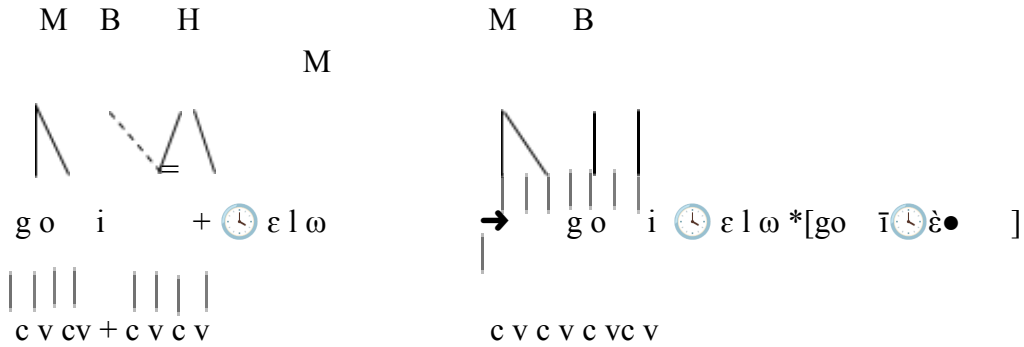 M B H M B
M
g o i + 🕓 ε l ω ➔ g o i 🕓 ε l ω *[go ī🕓ὲ● ]
c v cv + c v c v c v c v c vc v